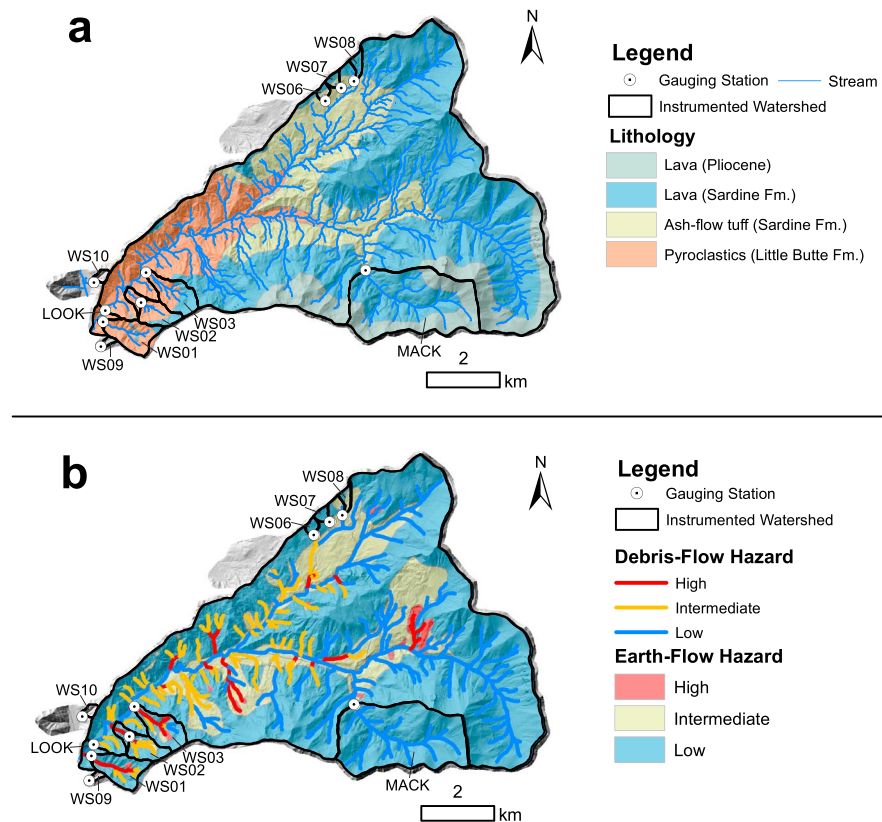 a
N
WS08
WS07
WS06
WS10
LOOK
WS03
WS02
WS01
WS09
MACK
2
km
Legend
Gauging Station
Stream
Instrumented Watershed
Lithology
Lava (Pliocene)
Lava (Sardine Fm.)
Ash-flow tuff (Sardine Fm.)
Pyroclastics (Little Butte Fm.)
b
N
WS08
WS07
WS06
WS10
LOOK
WS03
WS02
WS01
WS09
MACK
2
km
Legend
Gauging Station
Instrumented Watershed
Debris-Flow Hazard
High
Intermediate
Low
Earth-Flow Hazard
High
Intermediate
Low